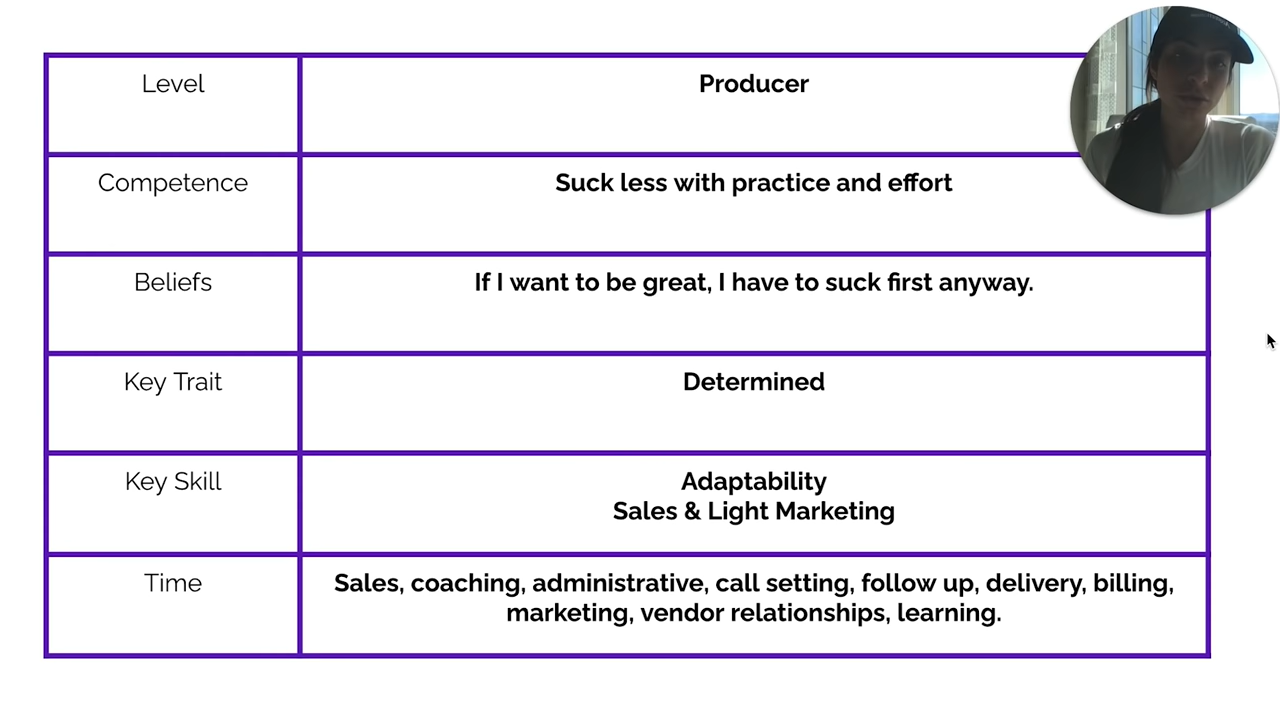 Level
Producer
Competence
Suck less with practice and effort
Beliefs
If I want to be great, I have to suck first anyway.
Key Trait
Determined
Key Skill
Adaptability
Sales & Light Marketing
Time
Sales, coaching, administrative, call setting, follow up, delivery, billing,
marketing, vendor relationships, learning.